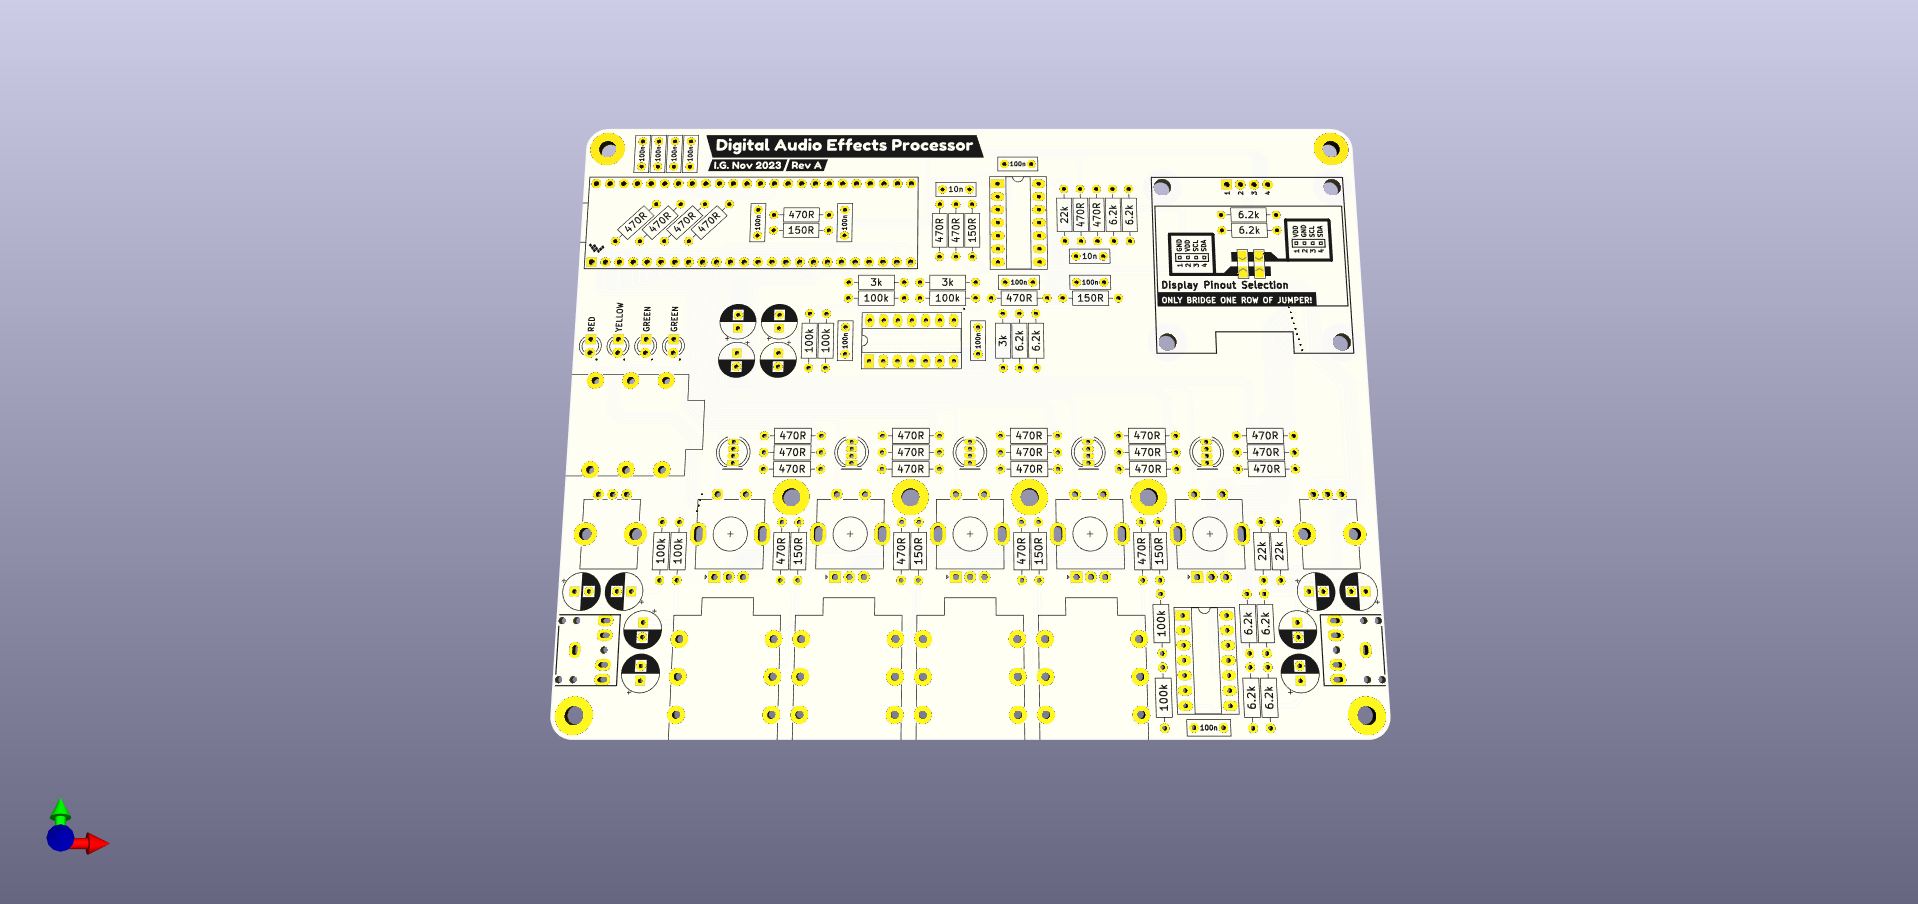 Digital Audio Effects Processor
I.G. Nov 2023 / Rev A
100n 100n 100n 100n
100n
10n
470R 470R 470R 470R
100n
470R
150R
100n
470R 470R 150R
22k 470R 470R 6.2k 6.2k
10n
1 2 3 4
6.2k
6.2k
GND VDD SCL SDA
1 2 3 4
VDD GND SCL SDA
1 2 3 4
Display Pinout Selection
ONLY BRIDGE ONE ROW OF JUMPER!
3k 3k 100n 100n
100k 100k 470R 150R
RED YELLOW GREEN GREEN
100k 100k 100n
100n 3k 6.2k 6.2k
470R 470R 470R 470R 470R
470R 470R 470R 470R 470R
470R 470R 470R 470R 470R
100k 100k 470R 150R 470R 150R 470R 150R 470R 150R 22k 22k
100k 6.2k 6.2k
100k 6.2k 6.2k
100n